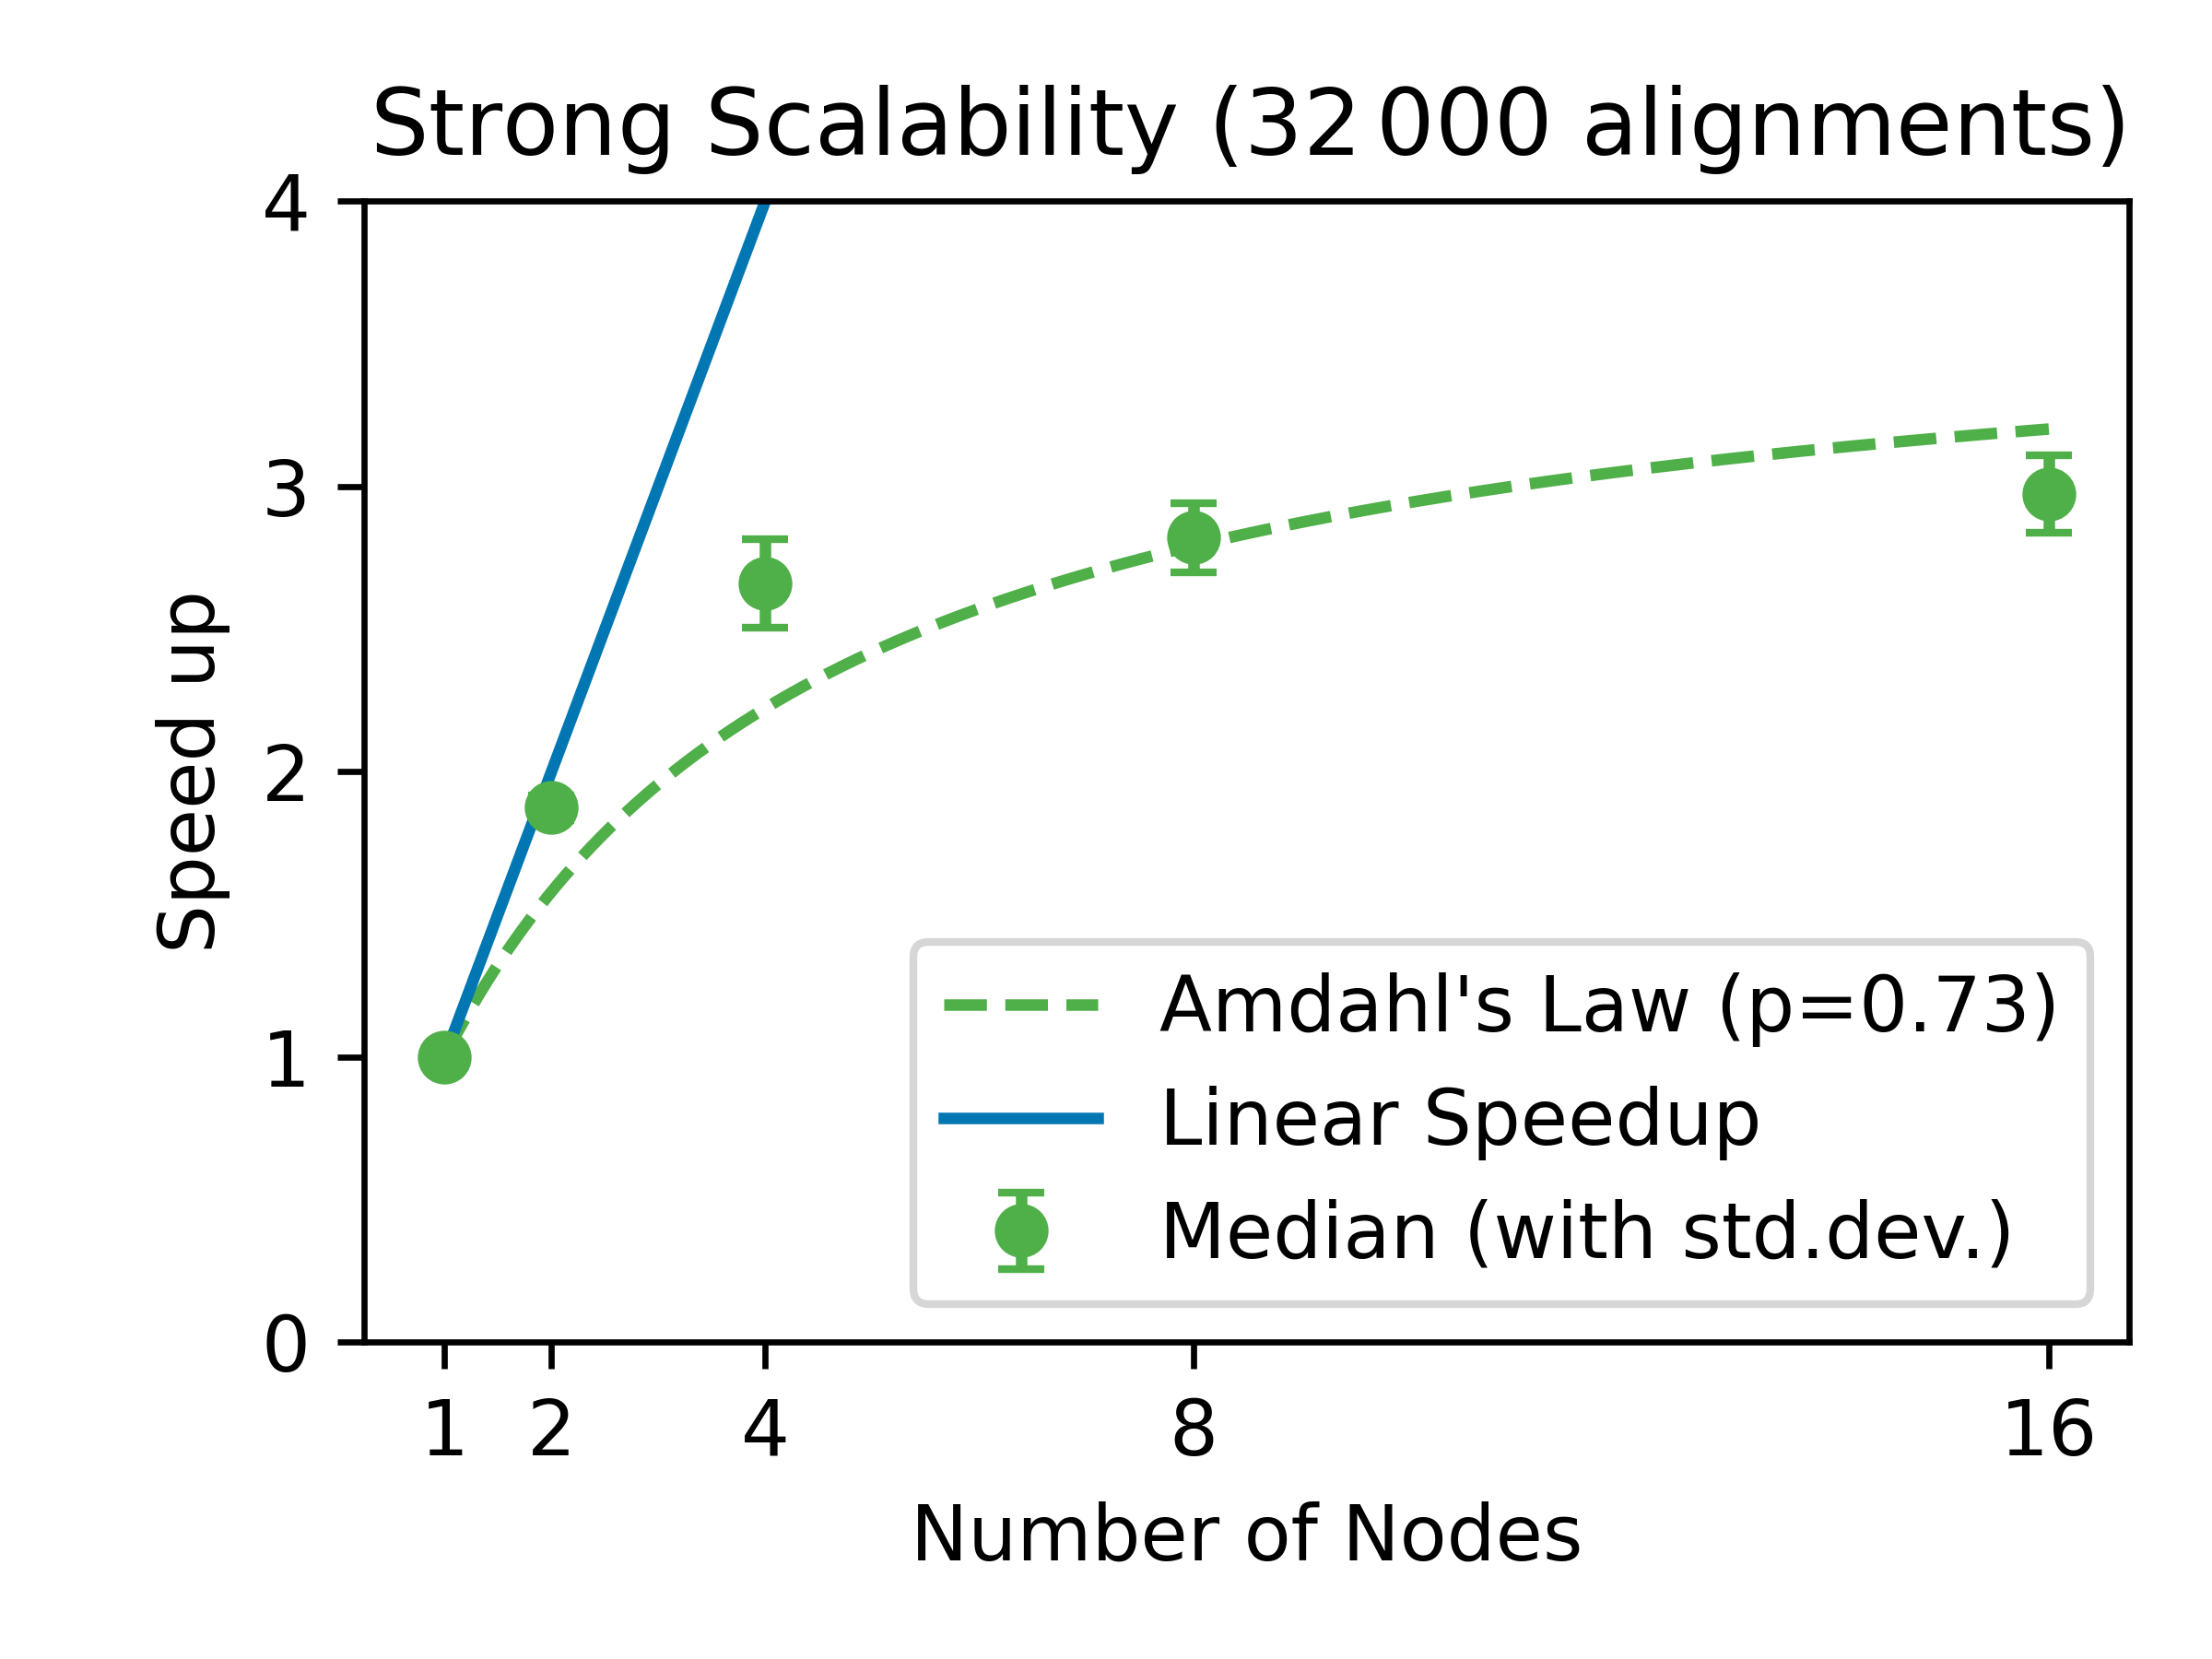 Strong Scalability (32 000 alignments)
4
3
2
1
0
Speed up
Amdahl's Law (p=0.73)
Linear Speedup
Median (with std.dev.)
1 2 4 8 16
Number of Nodes